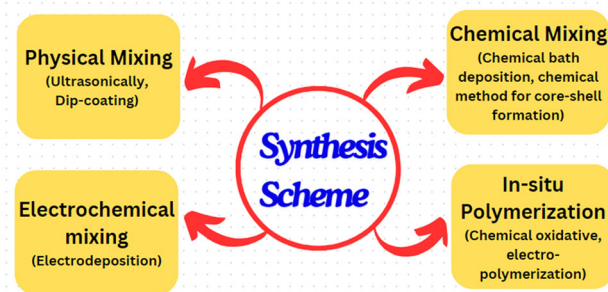 Physical Mixing
(Ultrasonically,
Dip-coating)
Chemical Mixing
(Chemical bath
deposition, chemical
method for core-shell
formation)
Synthesis
Scheme
Electrochemical
mixing
(Electrodeposition)
In-situ
Polymerization
(Chemical oxidative,
electro-
polymerization)